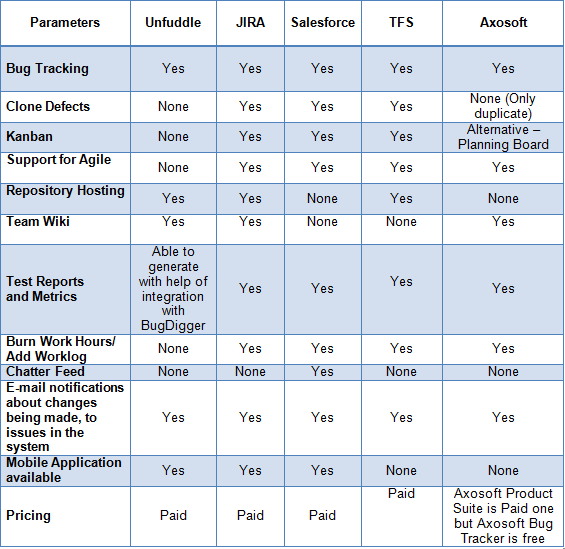 Parameters Unfuddle JIRA Salesforce TFS Axosoft
Bug Tracking Yes Yes Yes Yes Yes
Clone Defects None Yes Yes Yes None (Only
duplicate)
Kanban None Yes Yes Yes Alternative –
Planning Board
Support for Agile None Yes Yes Yes Yes
Repository Hosting Yes Yes None Yes None
Team Wiki Yes Yes None None Yes
Test Reports
and Metrics
Able to
generate
with help of
integration
with
BugDigger
Yes Yes Yes Yes
Burn Work Hours/
Add Worklog
None Yes Yes Yes Yes
Chatter Feed None None Yes None None
E-mail notifications
about changes
being made, to
issues in the
system
Yes Yes Yes Yes Yes
Mobile Application
available
Yes Yes Yes None None
Pricing Paid Paid Paid Paid
Axosoft Product
Suite is Paid one
but Axosoft Bug
Tracker is free